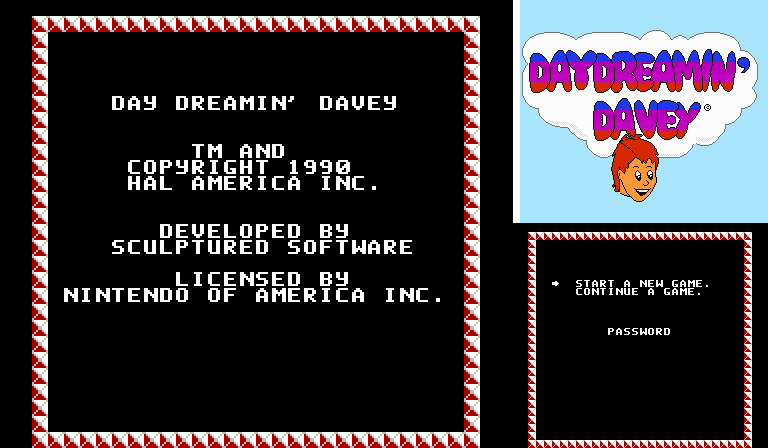 DAY DREAMIN' DAVEY
TM AND
COPYRIGHT 1990
HAL AMERICA INC.
DEVELOPED BY
SCULPTURED SOFTWARE
LICENSED BY
NINTENDO OF AMERICA INC.
DAYDREAMIN'
DAVEY©
START A NEW GAME.
CONTINUE A GAME.
PASSWORD